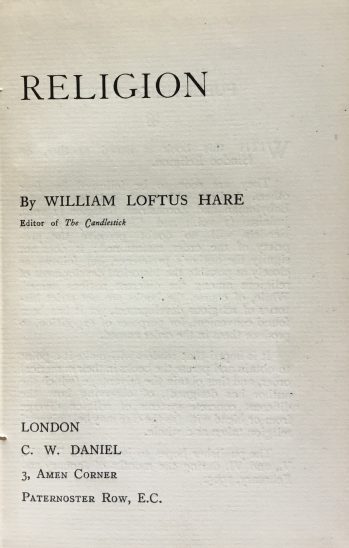 RELIGION
By WILLIAM LOFTUS HARE
Editor of The Candlestick
LONDON
C. W. DANIEL
3, AMEN CORNER
PATERNOSTER ROW, E.C.